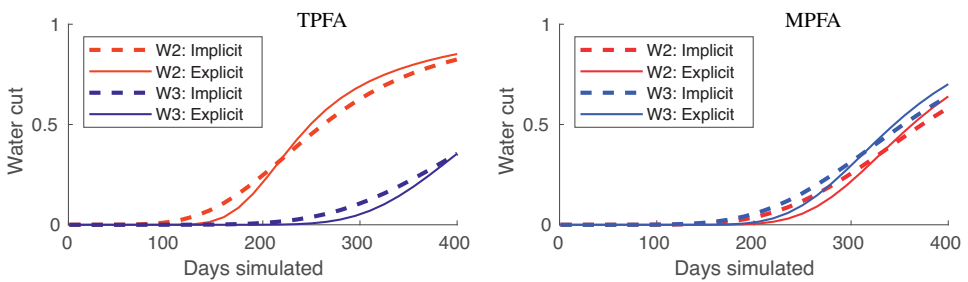 TPFA
1
W2: Implicit
W2: Explicit
W3: Implicit
W3: Explicit
0.5
0
Water cut
0 100 200 300 400
Days simulated
MPFA
1
W2: Implicit
W2: Explicit
W3: Implicit
W3: Explicit
0.5
0
Water cut
0 100 200 300 400
Days simulated